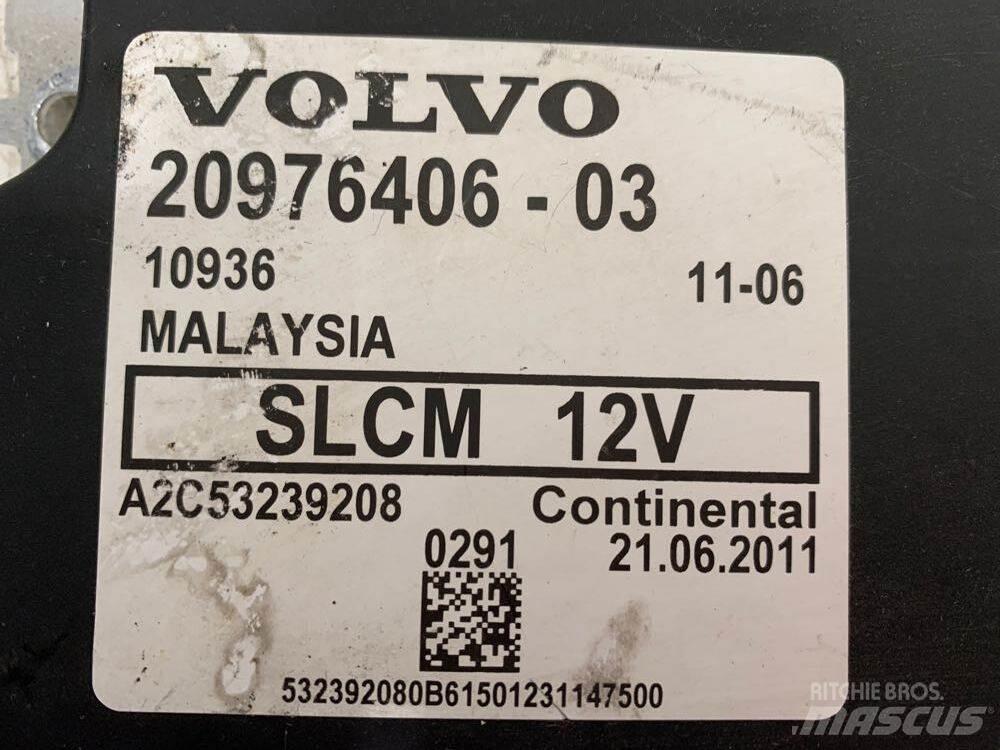 VOLVO
20976406 - 03
10936 11-06
MALAYSIA
SLCM 12V
A2C53239208 Continental
0291 21.06.2011
532392080B61501231147500
RITCHIE BROS.
MASCUS